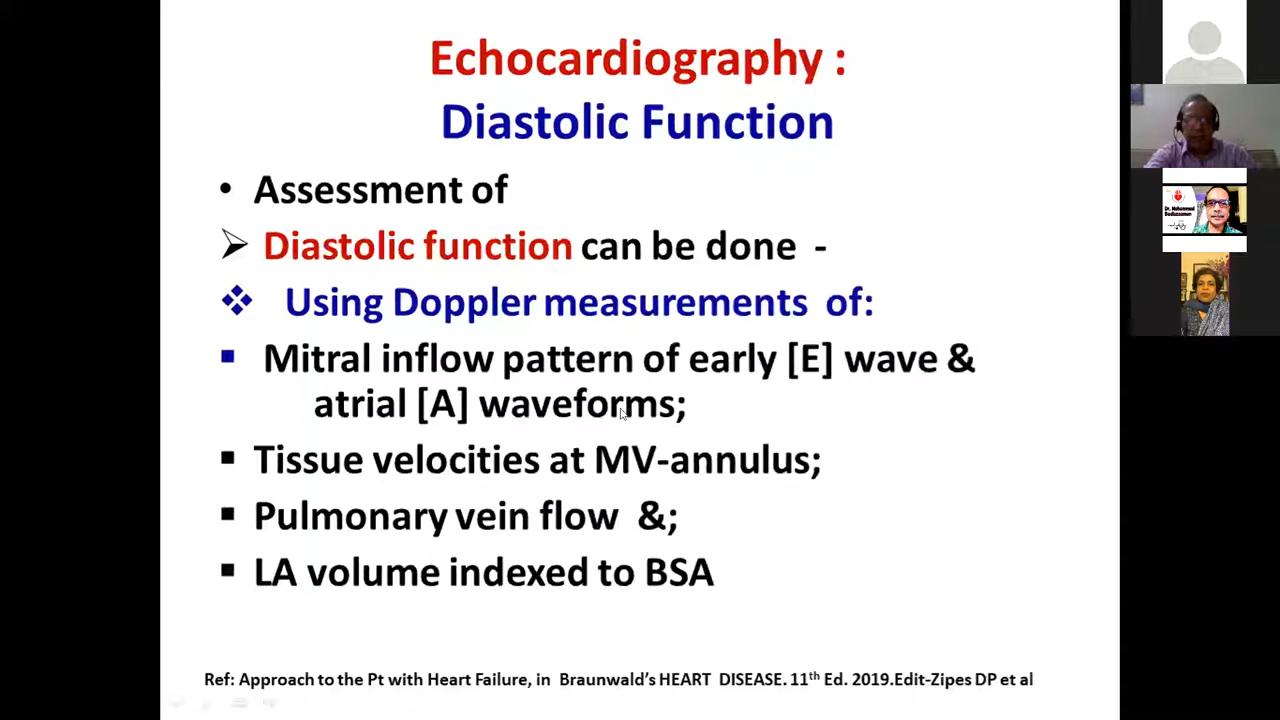 Echocardiography :
Diastolic Function
• Assessment of
➢ Diastolic function can be done -
❖ Using Doppler measurements of:
▪ Mitral inflow pattern of early [E] wave &
atrial [A] waveforms;
▪ Tissue velocities at MV-annulus;
▪ Pulmonary vein flow &;
▪ LA volume indexed to BSA
Ref: Approach to the Pt with Heart Failure, in Braunwald's HEART DISEASE. 11th Ed. 2019.Edit-Zipes DP et al
Dr. Mohammad